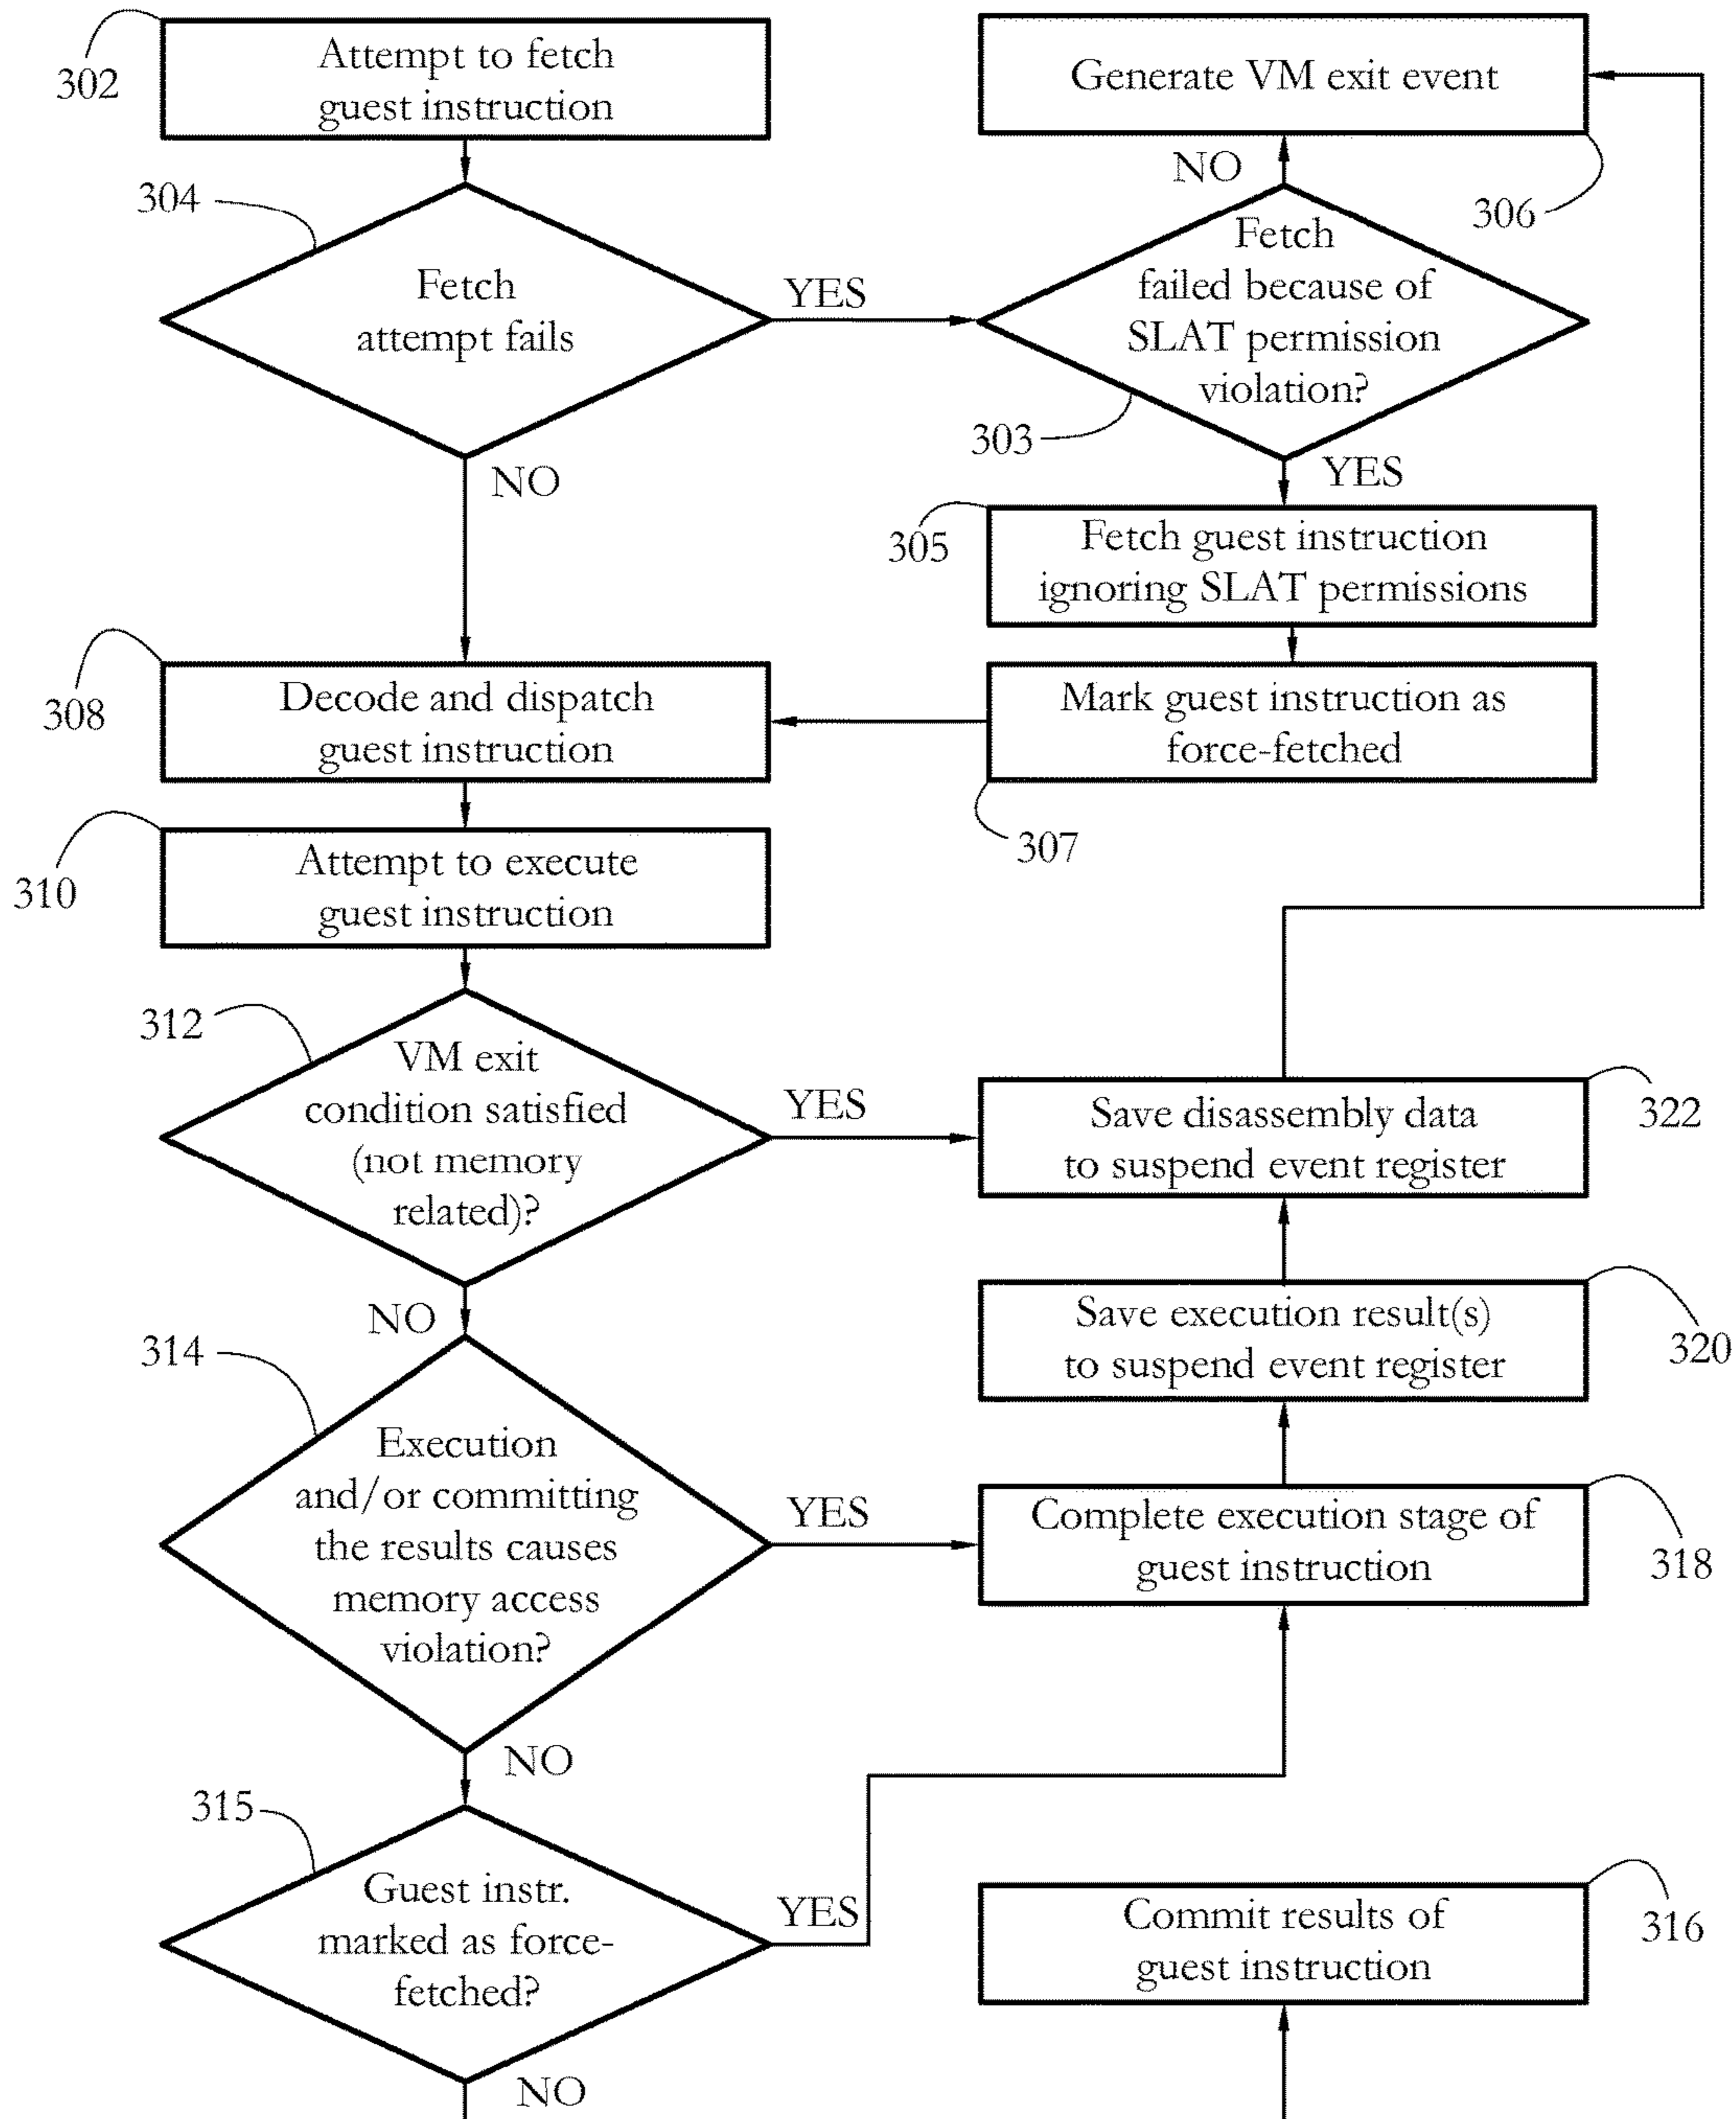 302
Attempt to fetch
guest instruction
Generate VM exit event
306
304
Fetch
attempt fails
YES
NO
Fetch
failed because of
SLAT permission
violation?
303
YES
NO
305
Fetch guest instruction
ignoring SLAT permissions
308
Decode and dispatch
guest instruction
Mark guest instruction as
force-fetched
307
310
Attempt to execute
guest instruction
312
VM exit
condition satisfied
(not memory
related)?
YES
Save disassembly data
to suspend event register
322
NO
Save execution result(s)
to suspend event register
320
314
Execution
and/or committing
the results causes
memory access
violation?
YES
Complete execution stage of
guest instruction
318
NO
315
Guest instr.
marked as force-
fetched?
YES
Commit results of
guest instruction
316
NO